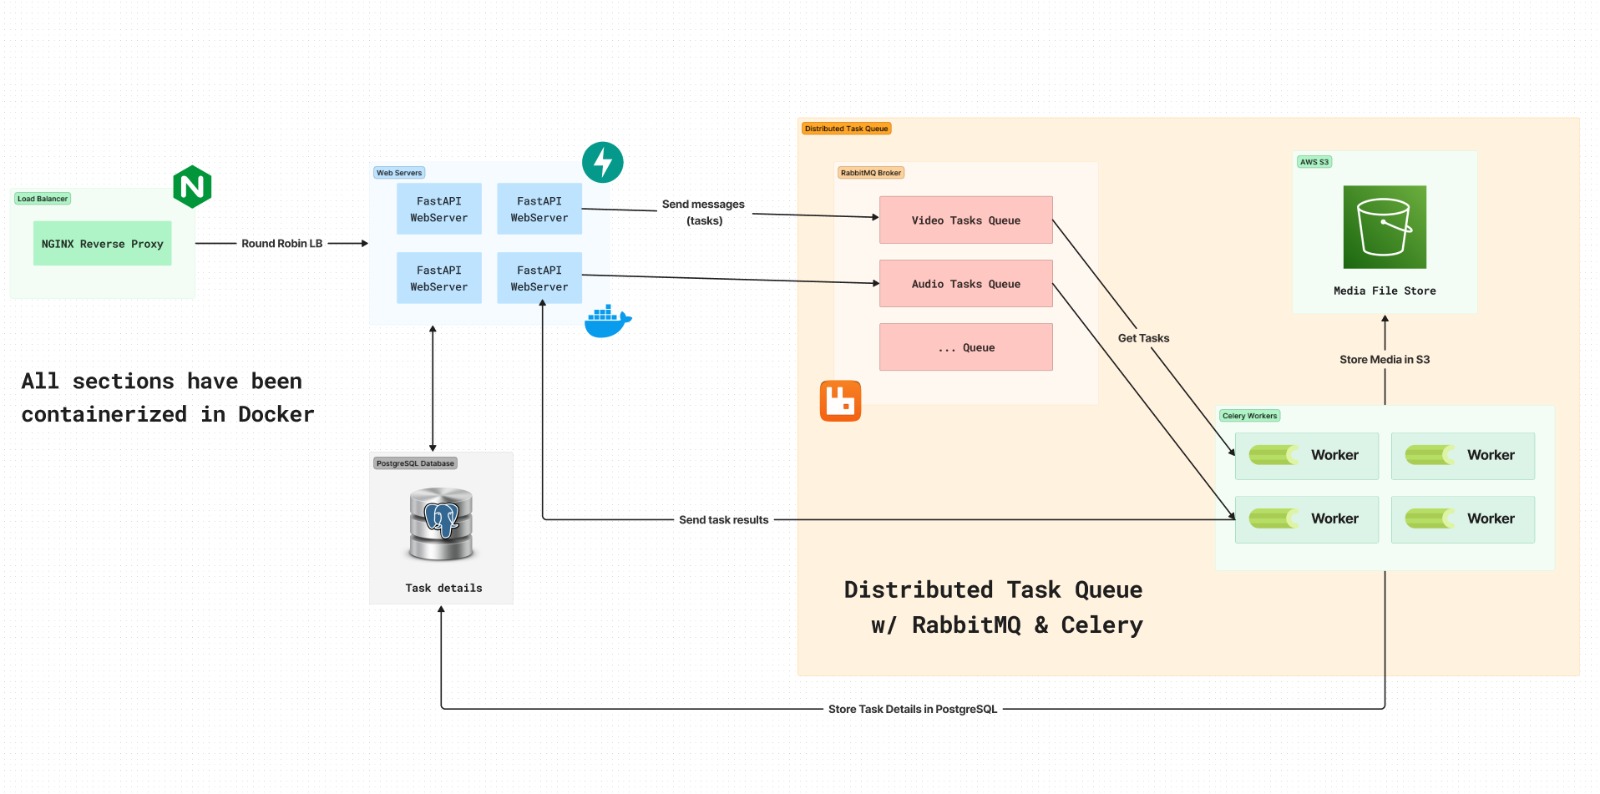 Load Balancer
NGINX Reverse Proxy
Round Robin LB
Web Servers
FastAPI
WebServer
FastAPI
WebServer
FastAPI
WebServer
FastAPI
WebServer
Send messages
(tasks)
Distributed Task Queue
RabbitMQ Broker
Video Tasks Queue
Audio Tasks Queue
... Queue
Get Tasks
AWS S3
Media File Store
Store Media in S3
Celery Workers
Worker
Worker
Worker
Worker
All sections have been
containerized in Docker
PostgreSQL Database
Task details
Send task results
Distributed Task Queue
w/ RabbitMQ & Celery
Store Task Details in PostgreSQL